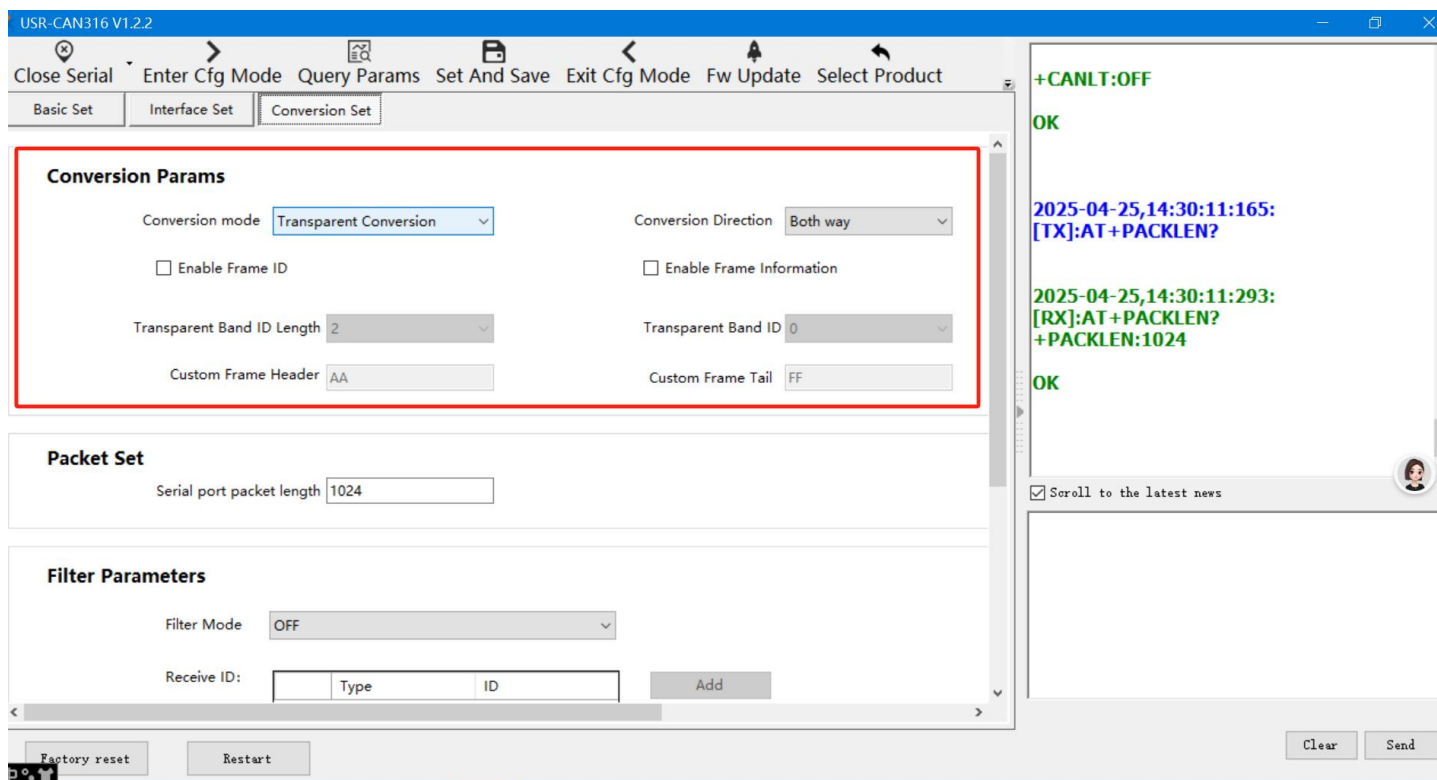 USR-CAN316 V1.2.2
Close Serial
Enter Cfg Mode
Query Params
Set And Save
Exit Cfg Mode
Fw Update
Select Product
Basic Set
Interface Set
Conversion Set
Conversion Params
Conversion mode
Transparent Conversion
Conversion Direction
Both way
Enable Frame ID
Enable Frame Information
Transparent Band ID Length
2
Transparent Band ID
0
Custom Frame Header
AA
Custom Frame Tail
FF
Packet Set
Serial port packet length
1024
Filter Parameters
Filter Mode
OFF
Receive ID:
Type
ID
Add
Factory reset
Restart
+CANLT:OFF
OK
2025-04-25,14:30:11:165:
[TX]:AT+PACKLEN?
2025-04-25,14:30:11:293:
[RX]:AT+PACKLEN?
+PACKLEN:1024
OK
Scroll to the latest news
Clear
Send